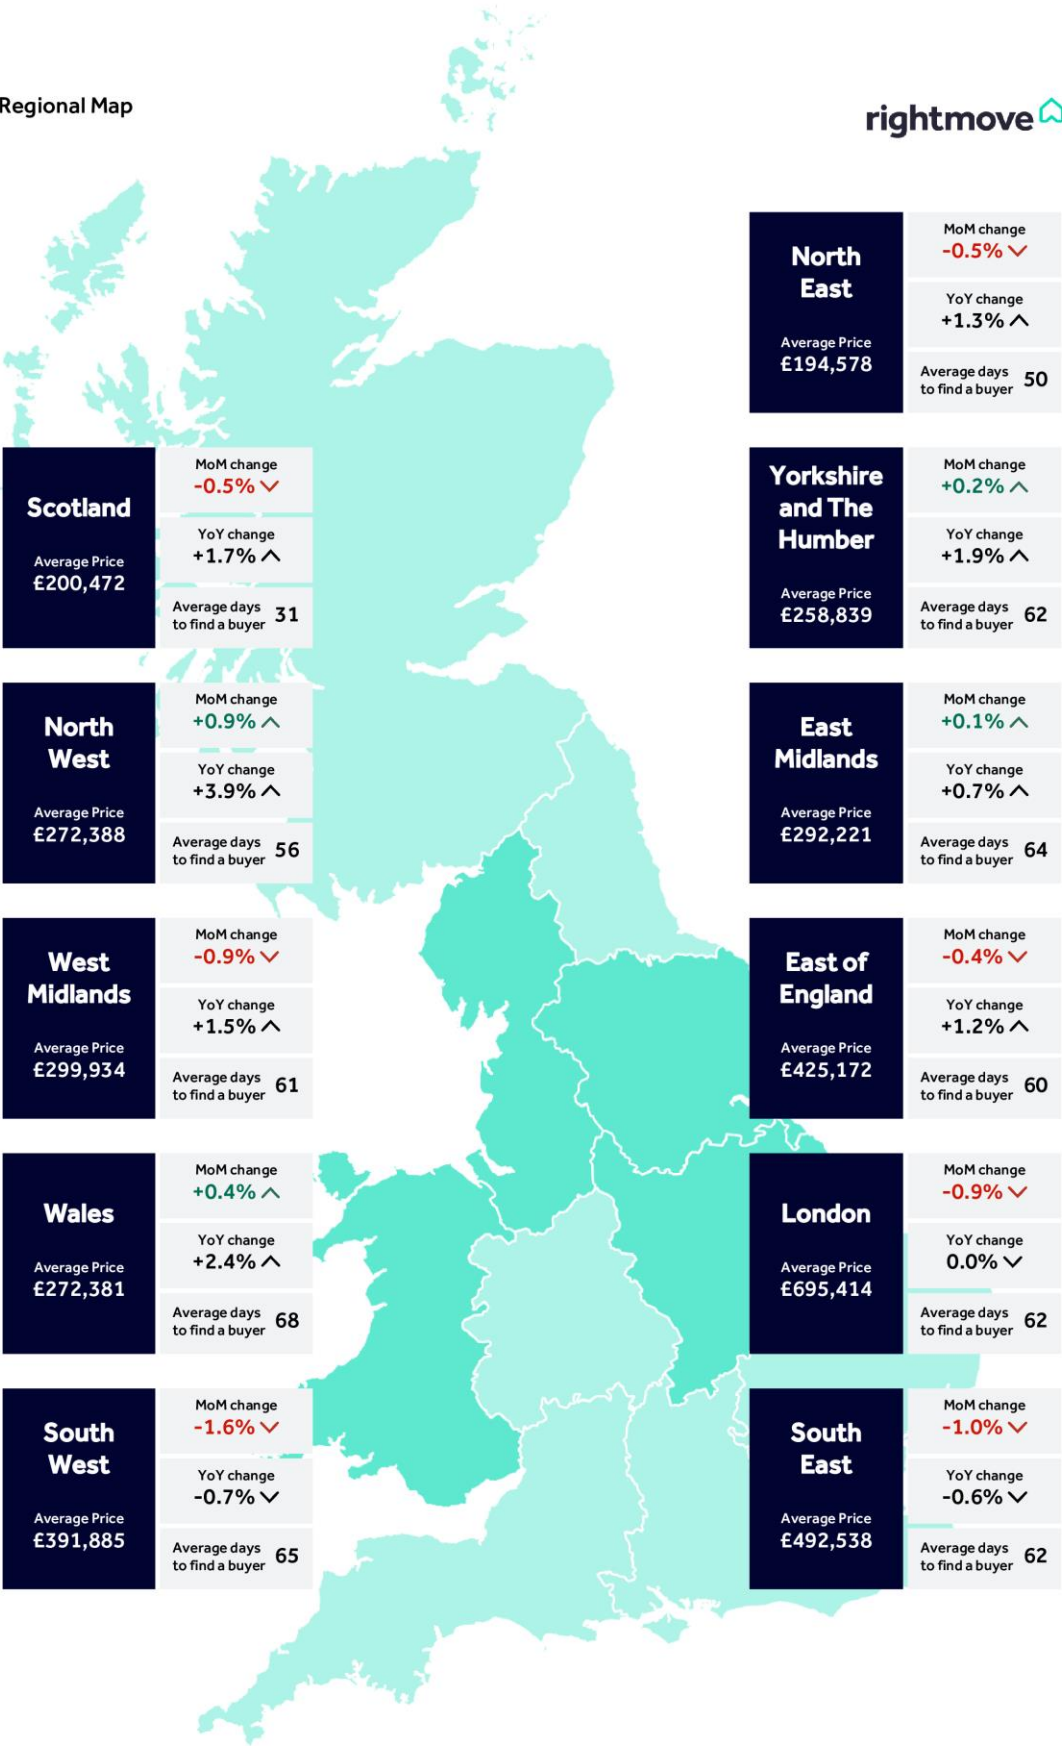 Regional Map
rightmove
North
East
Average Price
£194,578
MoM change
-0.5%
YoY change
+1.3%
Average days
to find a buyer 50
Scotland
Average Price
£200,472
MoM change
-0.5%
YoY change
+1.7%
Average days
to find a buyer 31
Yorkshire
and The
Humber
Average Price
£258,839
MoM change
+0.2%
YoY change
+1.9%
Average days
to find a buyer 62
North
West
Average Price
£272,388
MoM change
+0.9%
YoY change
+3.9%
Average days
to find a buyer 56
East
Midlands
Average Price
£292,221
MoM change
+0.1%
YoY change
+0.7%
Average days
to find a buyer 64
West
Midlands
Average Price
£299,934
MoM change
-0.9%
YoY change
+1.5%
Average days
to find a buyer 61
East of
England
Average Price
£425,172
MoM change
-0.4%
YoY change
+1.2%
Average days
to find a buyer 60
Wales
Average Price
£272,381
MoM change
+0.4%
YoY change
+2.4%
Average days
to find a buyer 68
London
Average Price
£695,414
MoM change
-0.9%
YoY change
0.0%
Average days
to find a buyer 62
South
West
Average Price
£391,885
MoM change
-1.6%
YoY change
-0.7%
Average days
to find a buyer 65
South
East
Average Price
£492,538
MoM change
-1.0%
YoY change
-0.6%
Average days
to find a buyer 62